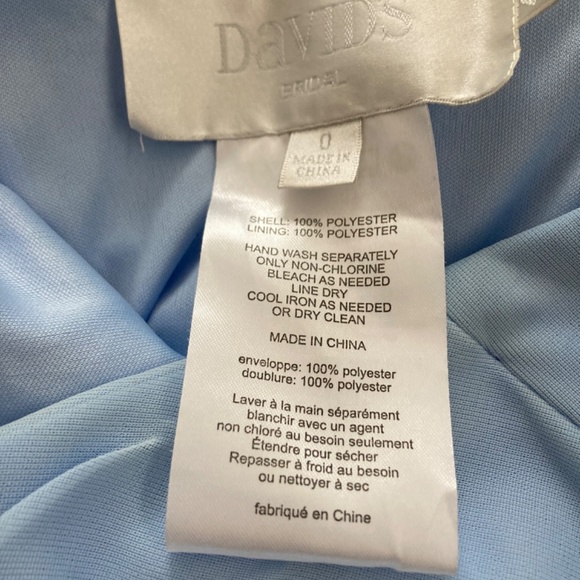 DaviD's
BRIDAL
0
MADE IN
CHINA
SHELL: 100% POLYESTER
LINING: 100% POLYESTER
HAND WASH SEPARATELY
ONLY NON-CHLORINE
BLEACH AS NEEDED
LINE DRY
COOL IRON AS NEEDED
OR DRY CLEAN
MADE IN CHINA
enveloppe: 100% polyester
doublure: 100% polyester
Laver à la main séparément
blanchir avec un agent
non chloré au besoin seulement
Étendre pour sécher
Repasser à froid au besoin
ou nettoyer à sec
fabriqué en Chine